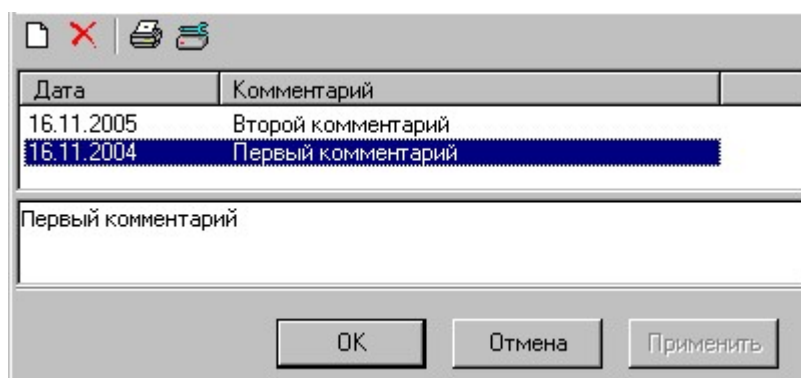 Дата Комментарий
16.11.2005 Второй комментарий
16.11.2004 Первый комментарий
Первый комментарий
OK Отмена Применить